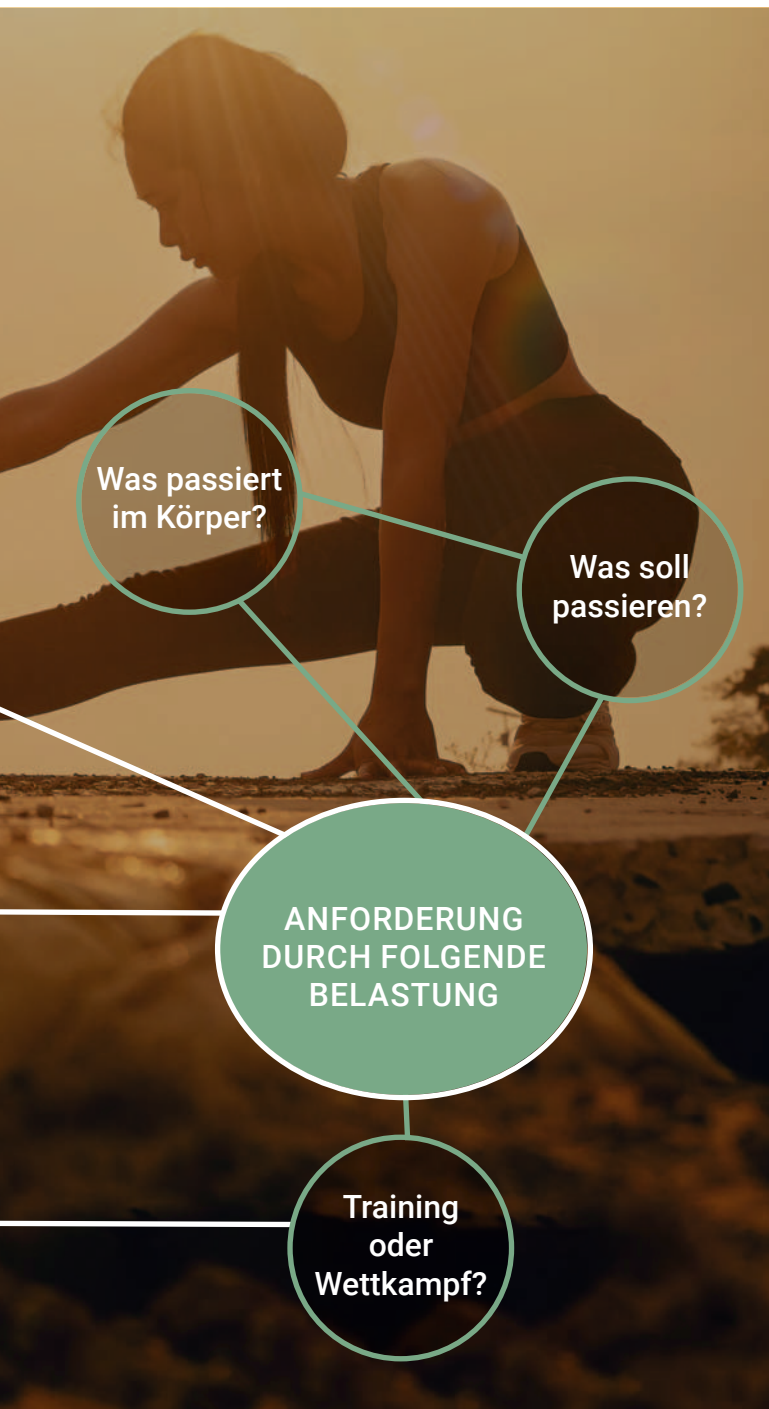 Was passiert
im Körper?
Was soll
passieren?
ANFORDERUNG
DURCH FOLGENDE
BELASTUNG
Training
oder
Wettkampf?